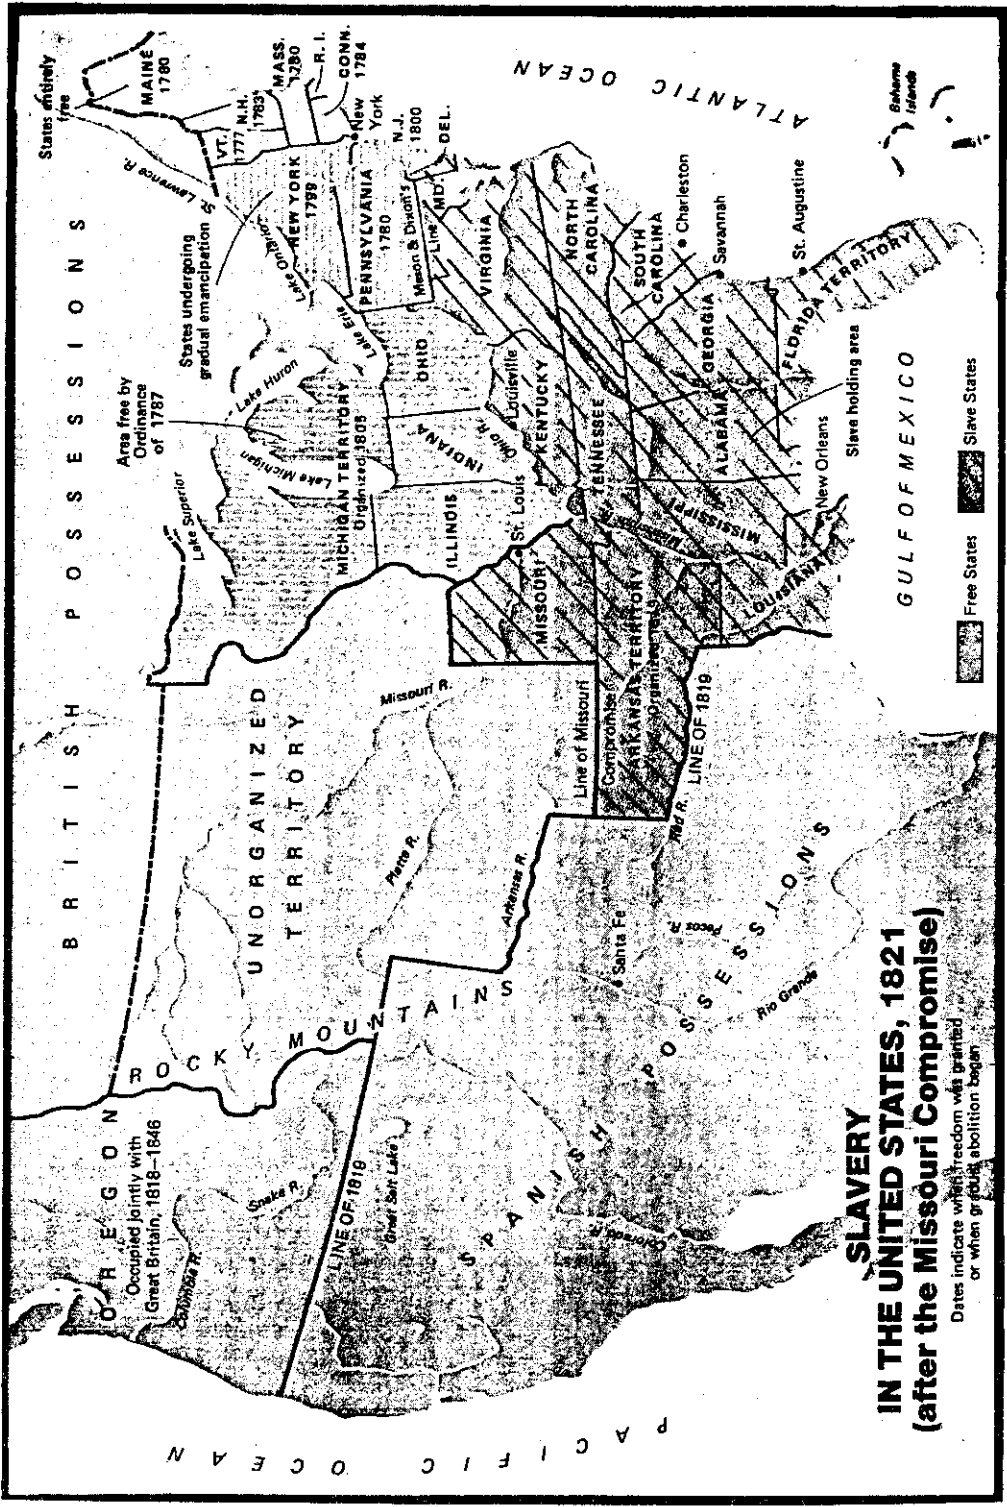 SLAVERY
IN THE UNITED STATES, 1821
(after the Missouri Compromise)
Dates indicate when freedom was granted
or when gradual abolition began
BRITISH POSSESSIONS
OREGON
Occupied jointly with
Great Britain, 1818–1846
Columbia R.
Snake R.
LINE OF 1819
Great Salt Lake
ROCKY MOUNTAINS
UNORGANIZED
TERRITORY
Missouri R.
Platte R.
Arkansas R.
SPANISH POSSESSIONS
Colorado R.
Santa Fe
Pecos R.
Rio Grande
Red R.
LINE OF 1819
Line of Missouri
Compromise
ARKANSAS TERRITORY
MISSOURI
St. Louis
LOUISIANA
New Orleans
Lake Superior
Area free by
Ordinance
of 1787
Lake Huron
Lake Michigan
MICHIGAN TERRITORY
Organized 1805
ILLINOIS
INDIANA
OHIO
Ohio R.
Louisville
KENTUCKY
TENNESSEE
MISSISSIPPI
ALABAMA
GEORGIA
Slave holding area
FLORIDA TERRITORY
St. Augustine
Savannah
Charleston
SOUTH
CAROLINA
NORTH
CAROLINA
VIRGINIA
Mason & Dixon's
Line
MD.
DEL.
N.J.
1800
PENNSYLVANIA
1780
Lake Erie
Lake Ontario
States undergoing
gradual emancipation
NEW YORK
1799
New
York
St. Lawrence R.
States entirely
free
MAINE
1780
VT.
1777
N.H.
1783
MASS.
1780
R. I.
CONN.
1784
ATLANTIC OCEAN
Bahama
Islands
GULF OF MEXICO
PACIFIC OCEAN
Free States
Slave States